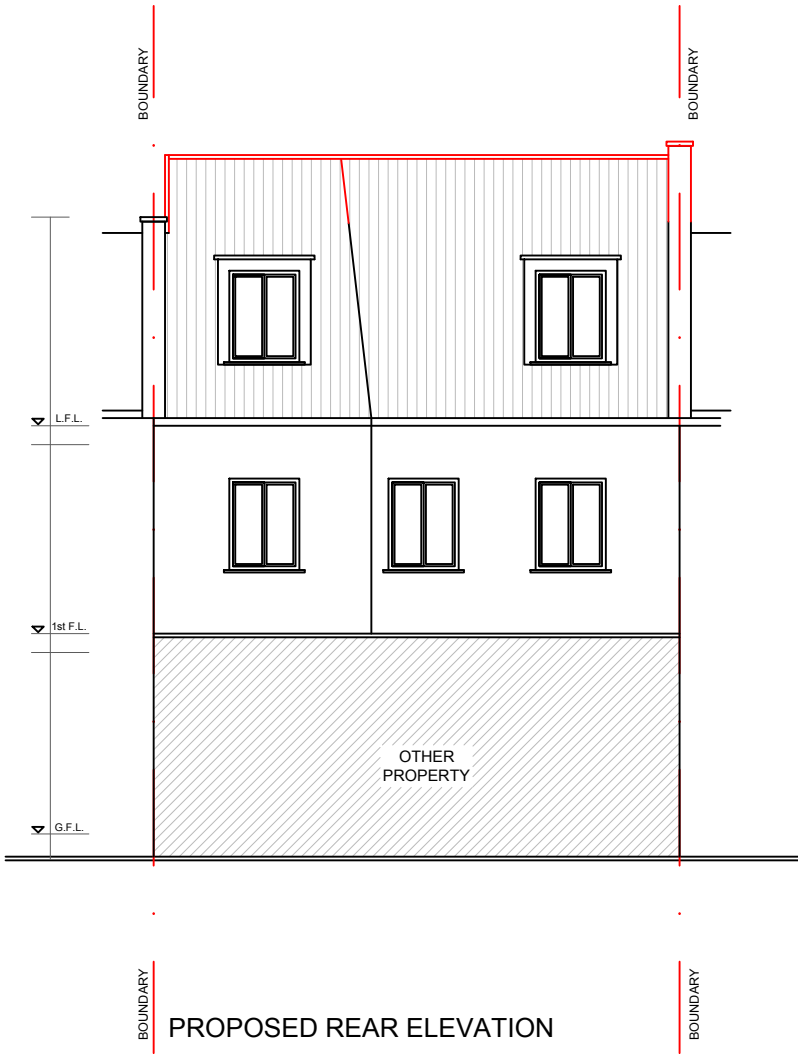 BOUNDARY
BOUNDARY
L.F.L.
1st F.L.
OTHER
PROPERTY
G.F.L.
BOUNDARY
BOUNDARY
PROPOSED REAR ELEVATION